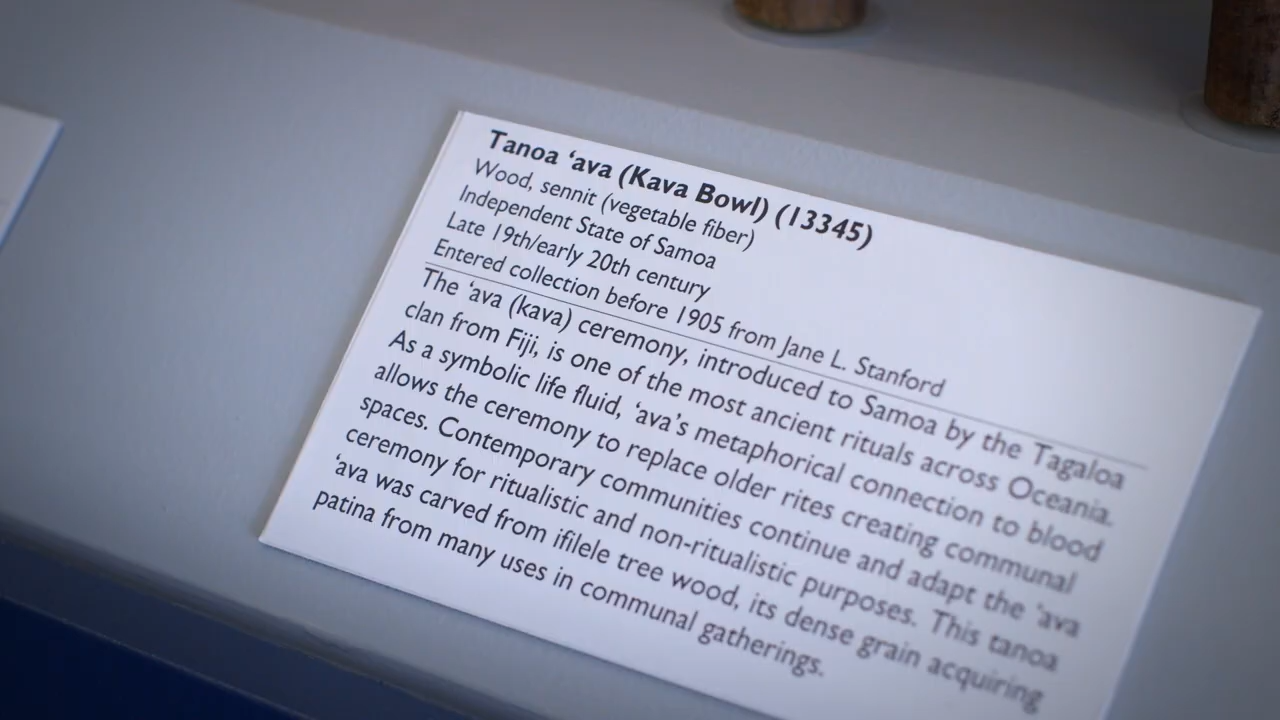 Tanoa ‘ava (Kava Bowl) (13345)
Wood, sennit (vegetable fiber)
Independent State of Samoa
Late 19th/early 20th century
Entered collection before 1905 from Jane L. Stanford
The ‘ava (kava) ceremony, introduced to Samoa by the Tagaloa
clan from Fiji, is one of the most ancient rituals across Oceania.
As a symbolic life fluid, ‘ava’s metaphorical connection to blood
allows the ceremony to replace older rites creating communal
spaces. Contemporary communities continue and adapt the ‘ava
ceremony for ritualistic and non-ritualistic purposes. This tanoa
‘ava was carved from ifilele tree wood, its dense grain acquiring
patina from many uses in communal gatherings.